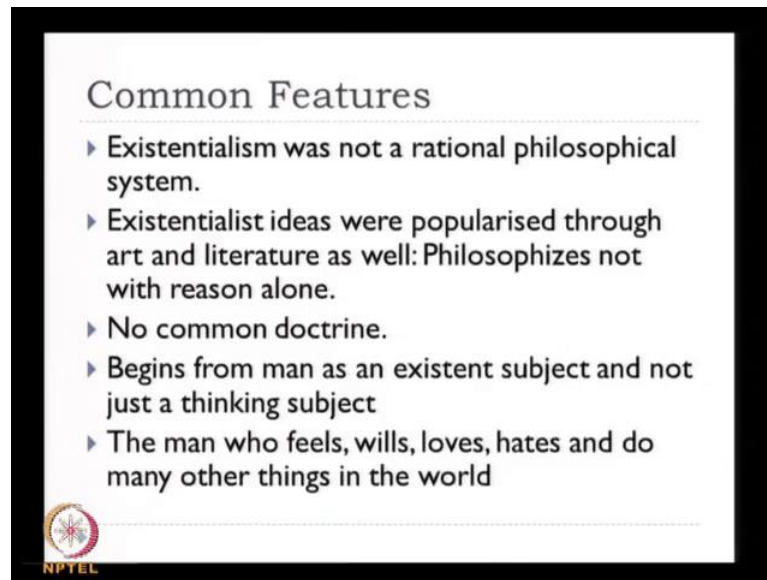 Common Features
Existentialism was not a rational philosophical
system.
Existentialist ideas were popularised through
art and literature as well: Philosophizes not
with reason alone.
No common doctrine.
Begins from man as an existent subject and not
just a thinking subject
The man who feels, wills, loves, hates and do
many other things in the world
NPTEL